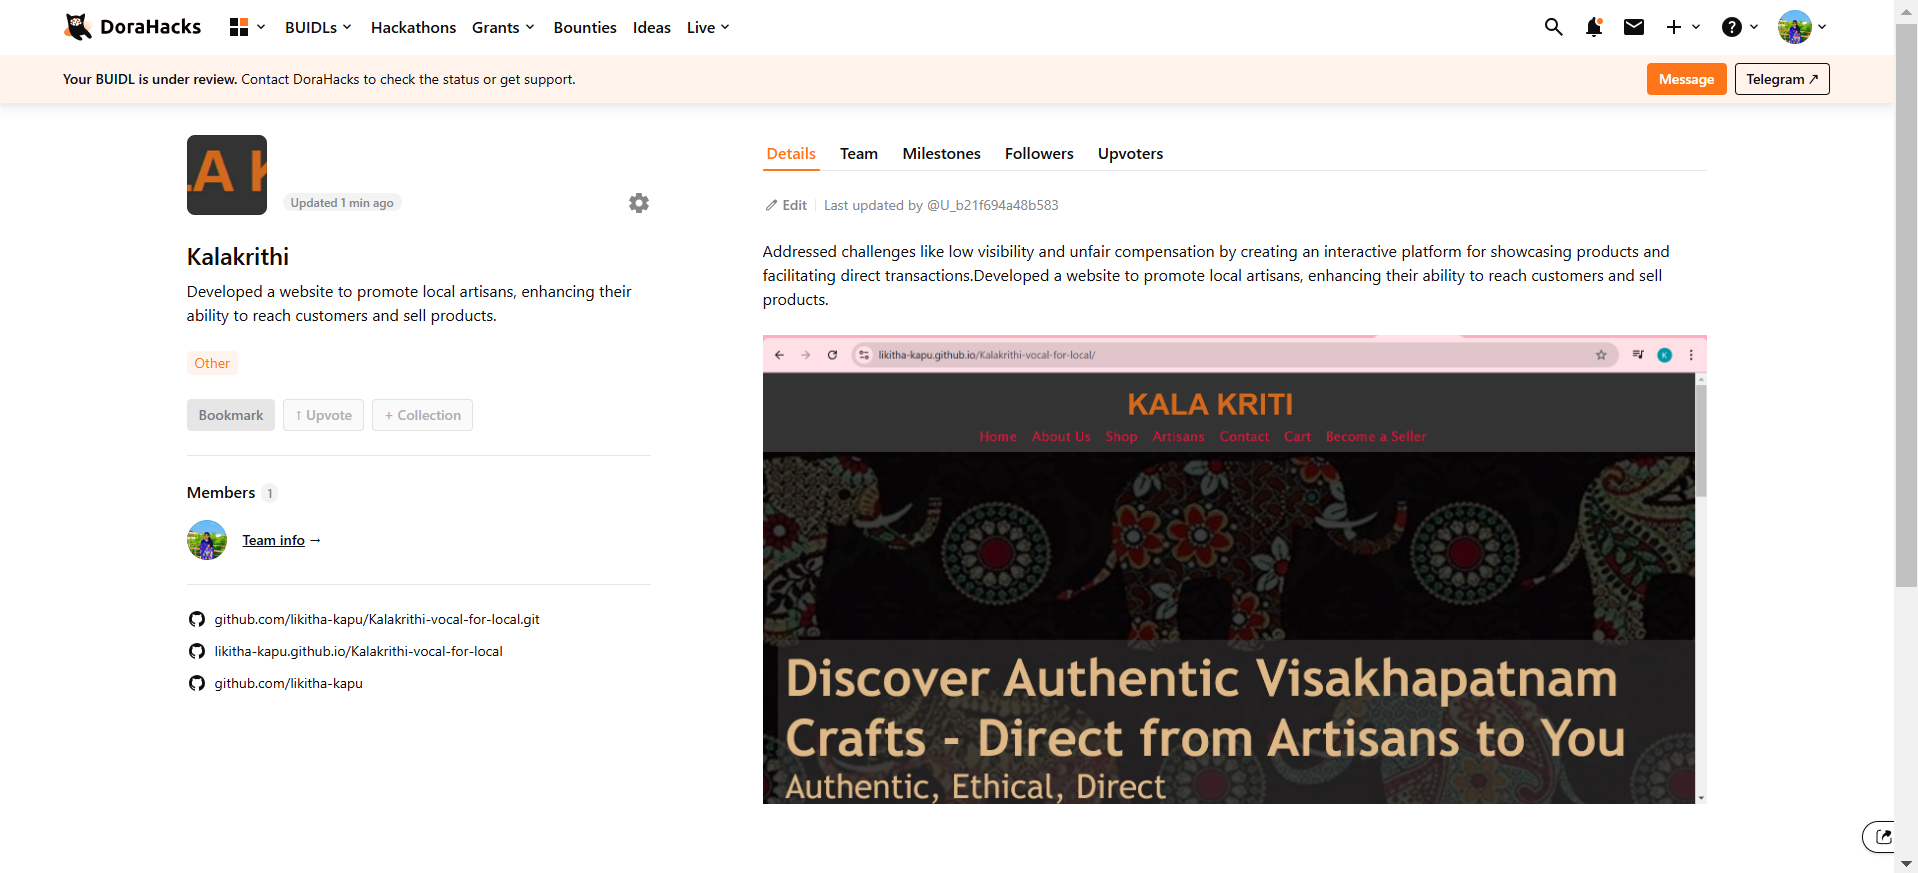 DoraHacks
BUIDLs
Hackathons
Grants
Bounties
Ideas
Live
Your BUIDL is under review. Contact DoraHacks to check the status or get support.
Message
Telegram ↗
LA K
Updated 1 min ago
Kalakrithi
Developed a website to promote local artisans, enhancing their
ability to reach customers and sell products.
Other
Bookmark
↑ Upvote
+ Collection
Members 1
Team info →
github.com/likitha-kapu/Kalakrithi-vocal-for-local.git
likitha-kapu.github.io/Kalakrithi-vocal-for-local
github.com/likitha-kapu
Details
Team
Milestones
Followers
Upvoters
Edit
Last updated by @U_b21f694a48b583
Addressed challenges like low visibility and unfair compensation by creating an interactive platform for showcasing products and
facilitating direct transactions.Developed a website to promote local artisans, enhancing their ability to reach customers and sell
products.
likitha-kapu.github.io/Kalakrithi-vocal-for-local/
K
KALA KRITI
Home About Us Shop Artisans Contact Cart Become a Seller
Discover Authentic Visakhapatnam
Crafts - Direct from Artisans to You
Authentic, Ethical, Direct